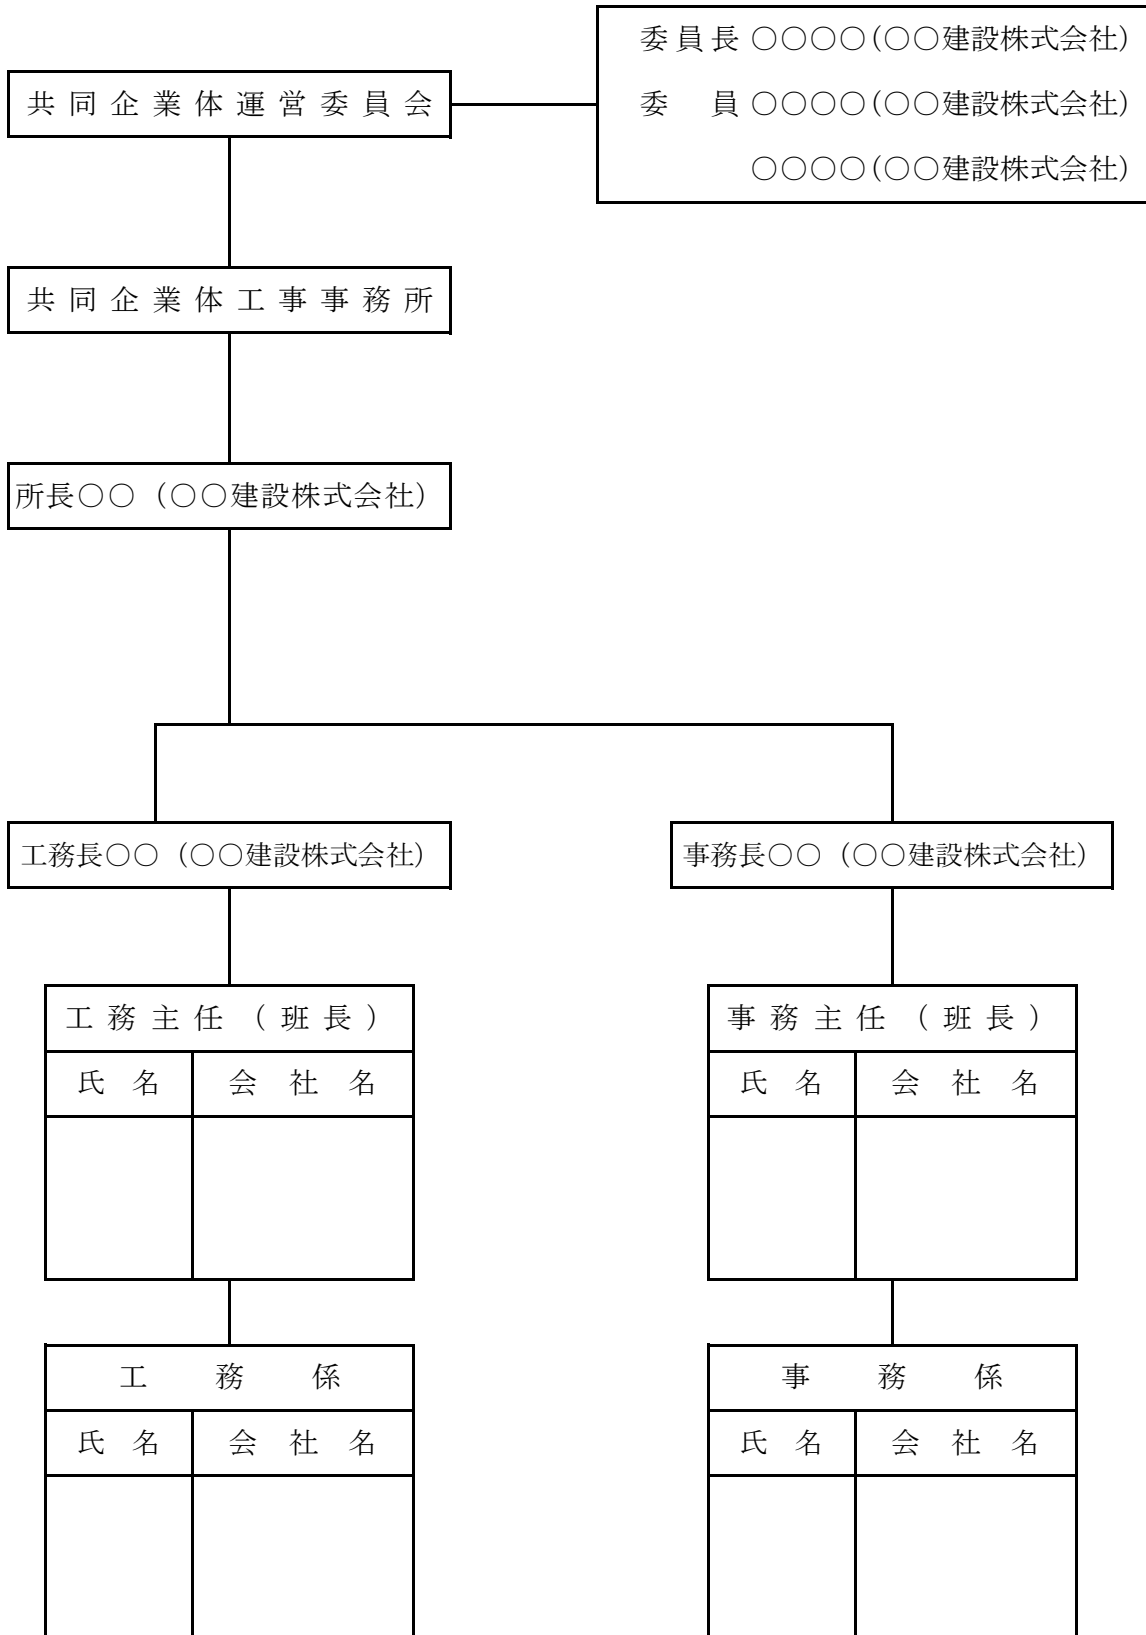 委員長 ○○○○(○○建設株式会社)
共同企業体運営委員会
委員 ○○○○(○○建設株式会社)
○○○○(○○建設株式会社)
共同企業体工事事務所
所長○○(○○建設株式会社)
工務長○○(○○建設株式会社)
事務長○○(○○建設株式会社)
工務主任(班長)
氏名 会社名
事務主任(班長)
氏名 会社名
工務係
氏名 会社名
事務係
氏名 会社名